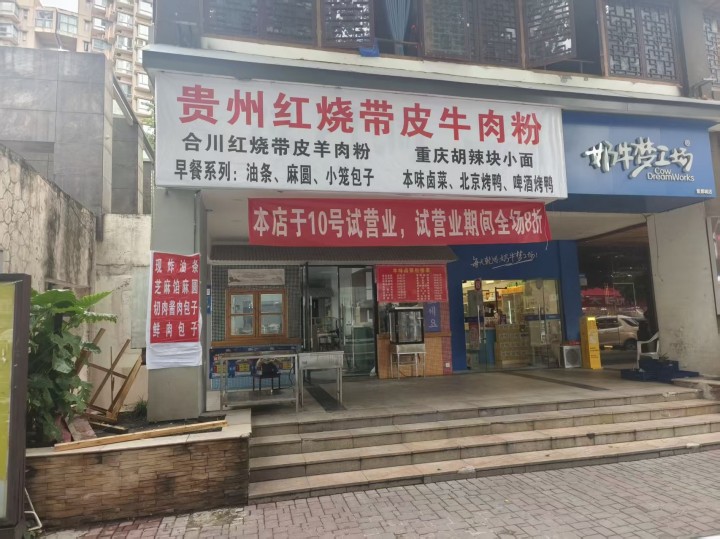 贵州红烧带皮牛肉粉
合川红烧带皮羊肉粉 重庆胡辣块小面
早餐系列：油条、麻圆、小笼包子 本味卤菜、北京烤鸭、啤酒烤鸭
本店于10号试营业，试营业期间全场8折
奶牛梦工场®
Cow
DreamWorks
现炸油条
芝麻馅麻圆
切肉酱肉包子
鲜肉包子